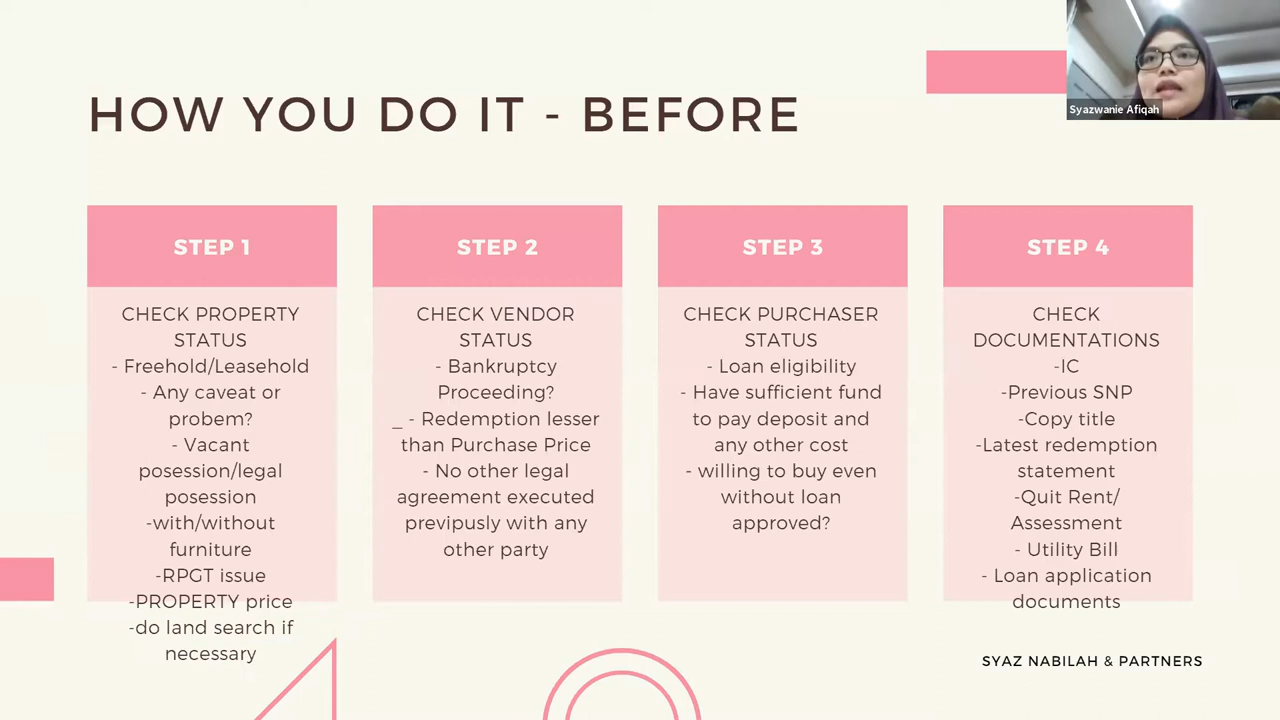 Syazwanie Afiqah
HOW YOU DO IT - BEFORE
STEP 1
CHECK PROPERTY
STATUS
- Freehold/Leasehold
- Any caveat or
probem?
- Vacant
posession/legal
posession
-with/without
furniture
-RPGT issue
-PROPERTY price
-do land search if
necessary
STEP 2
CHECK VENDOR
STATUS
- Bankruptcy
Proceeding?
_ - Redemption lesser
than Purchase Price
- No other legal
agreement executed
previpusly with any
other party
STEP 3
CHECK PURCHASER
STATUS
- Loan eligibility
- Have sufficient fund
to pay deposit and
any other cost
- willing to buy even
without loan
approved?
STEP 4
CHECK
DOCUMENTATIONS
-IC
-Previous SNP
-Copy title
-Latest redemption
statement
-Quit Rent/
Assessment
- Utility Bill
- Loan application
documents
SYAZ NABILAH & PARTNERS